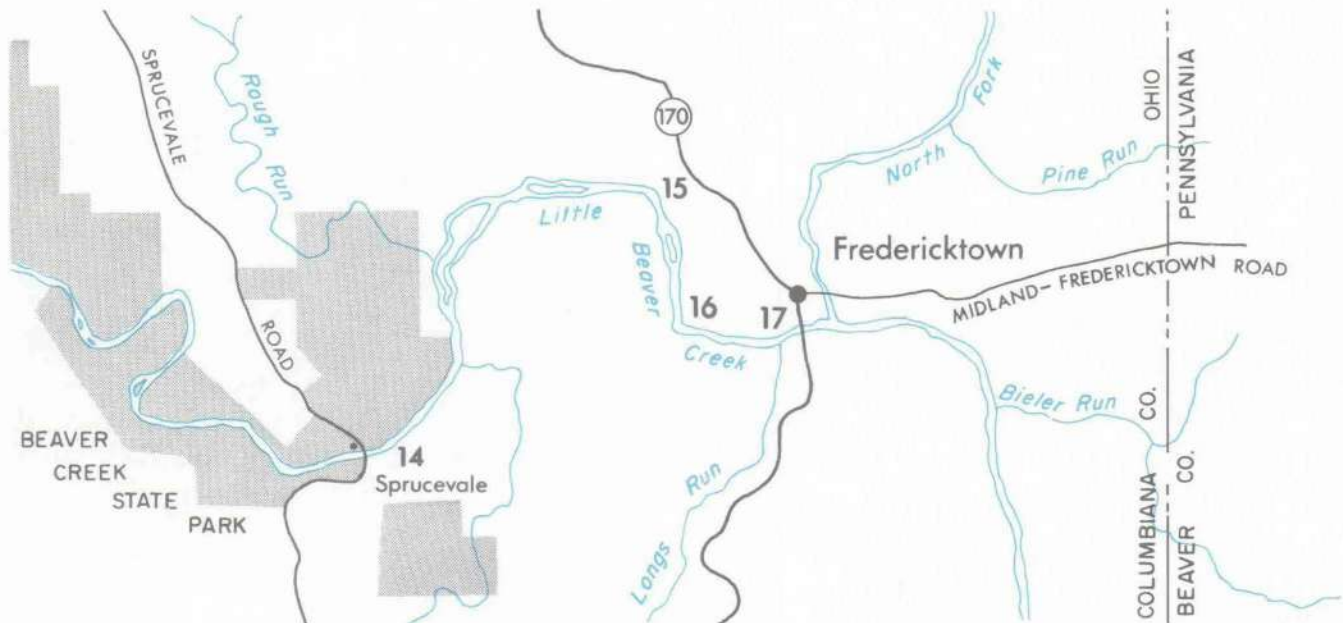 SPRUCEVALE
ROAD
Rough
Run
170
15
Little
Beaver
Creek
16
17
North
Fork
Pine Run
OHIO
PENNSYLVANIA
Fredericktown
MIDLAND-FREDERICKTOWN ROAD
Bieler Run
14
Sprucevale
BEAVER
CREEK
STATE
PARK
Longs
Run
COLUMBIANA CO.
BEAVER CO.